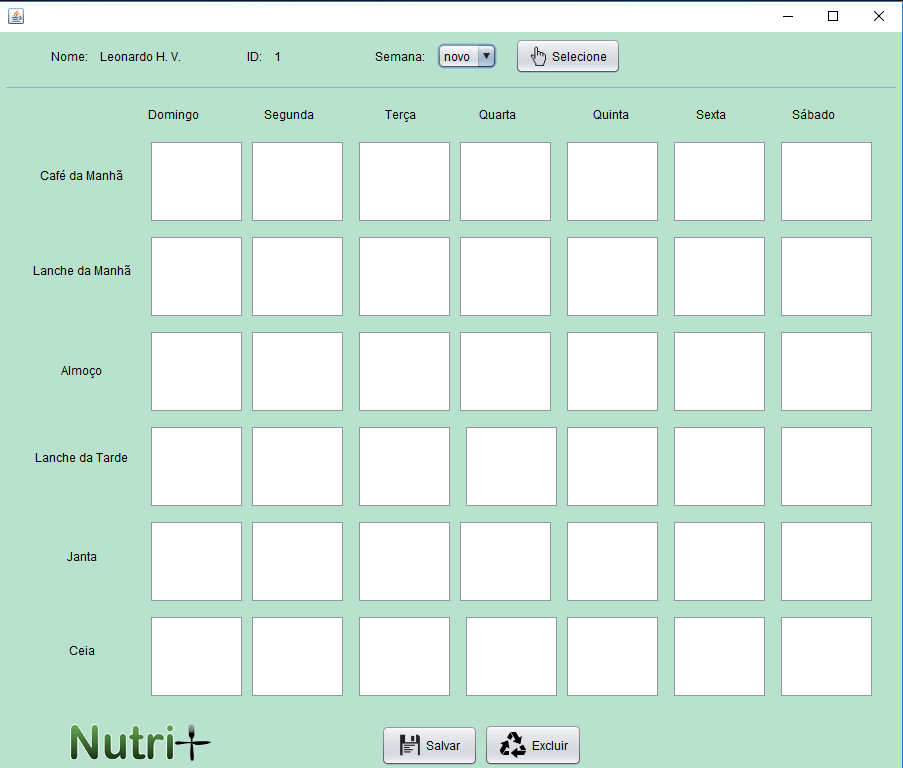 Nome: Leonardo H. V. ID: 1 Semana: novo Selecione
Domingo Segunda Terça Quarta Quinta Sexta Sábado
Café da Manhã
Lanche da Manhã
Almoço
Lanche da Tarde
Janta
Ceia
Nutri+ Salvar Excluir